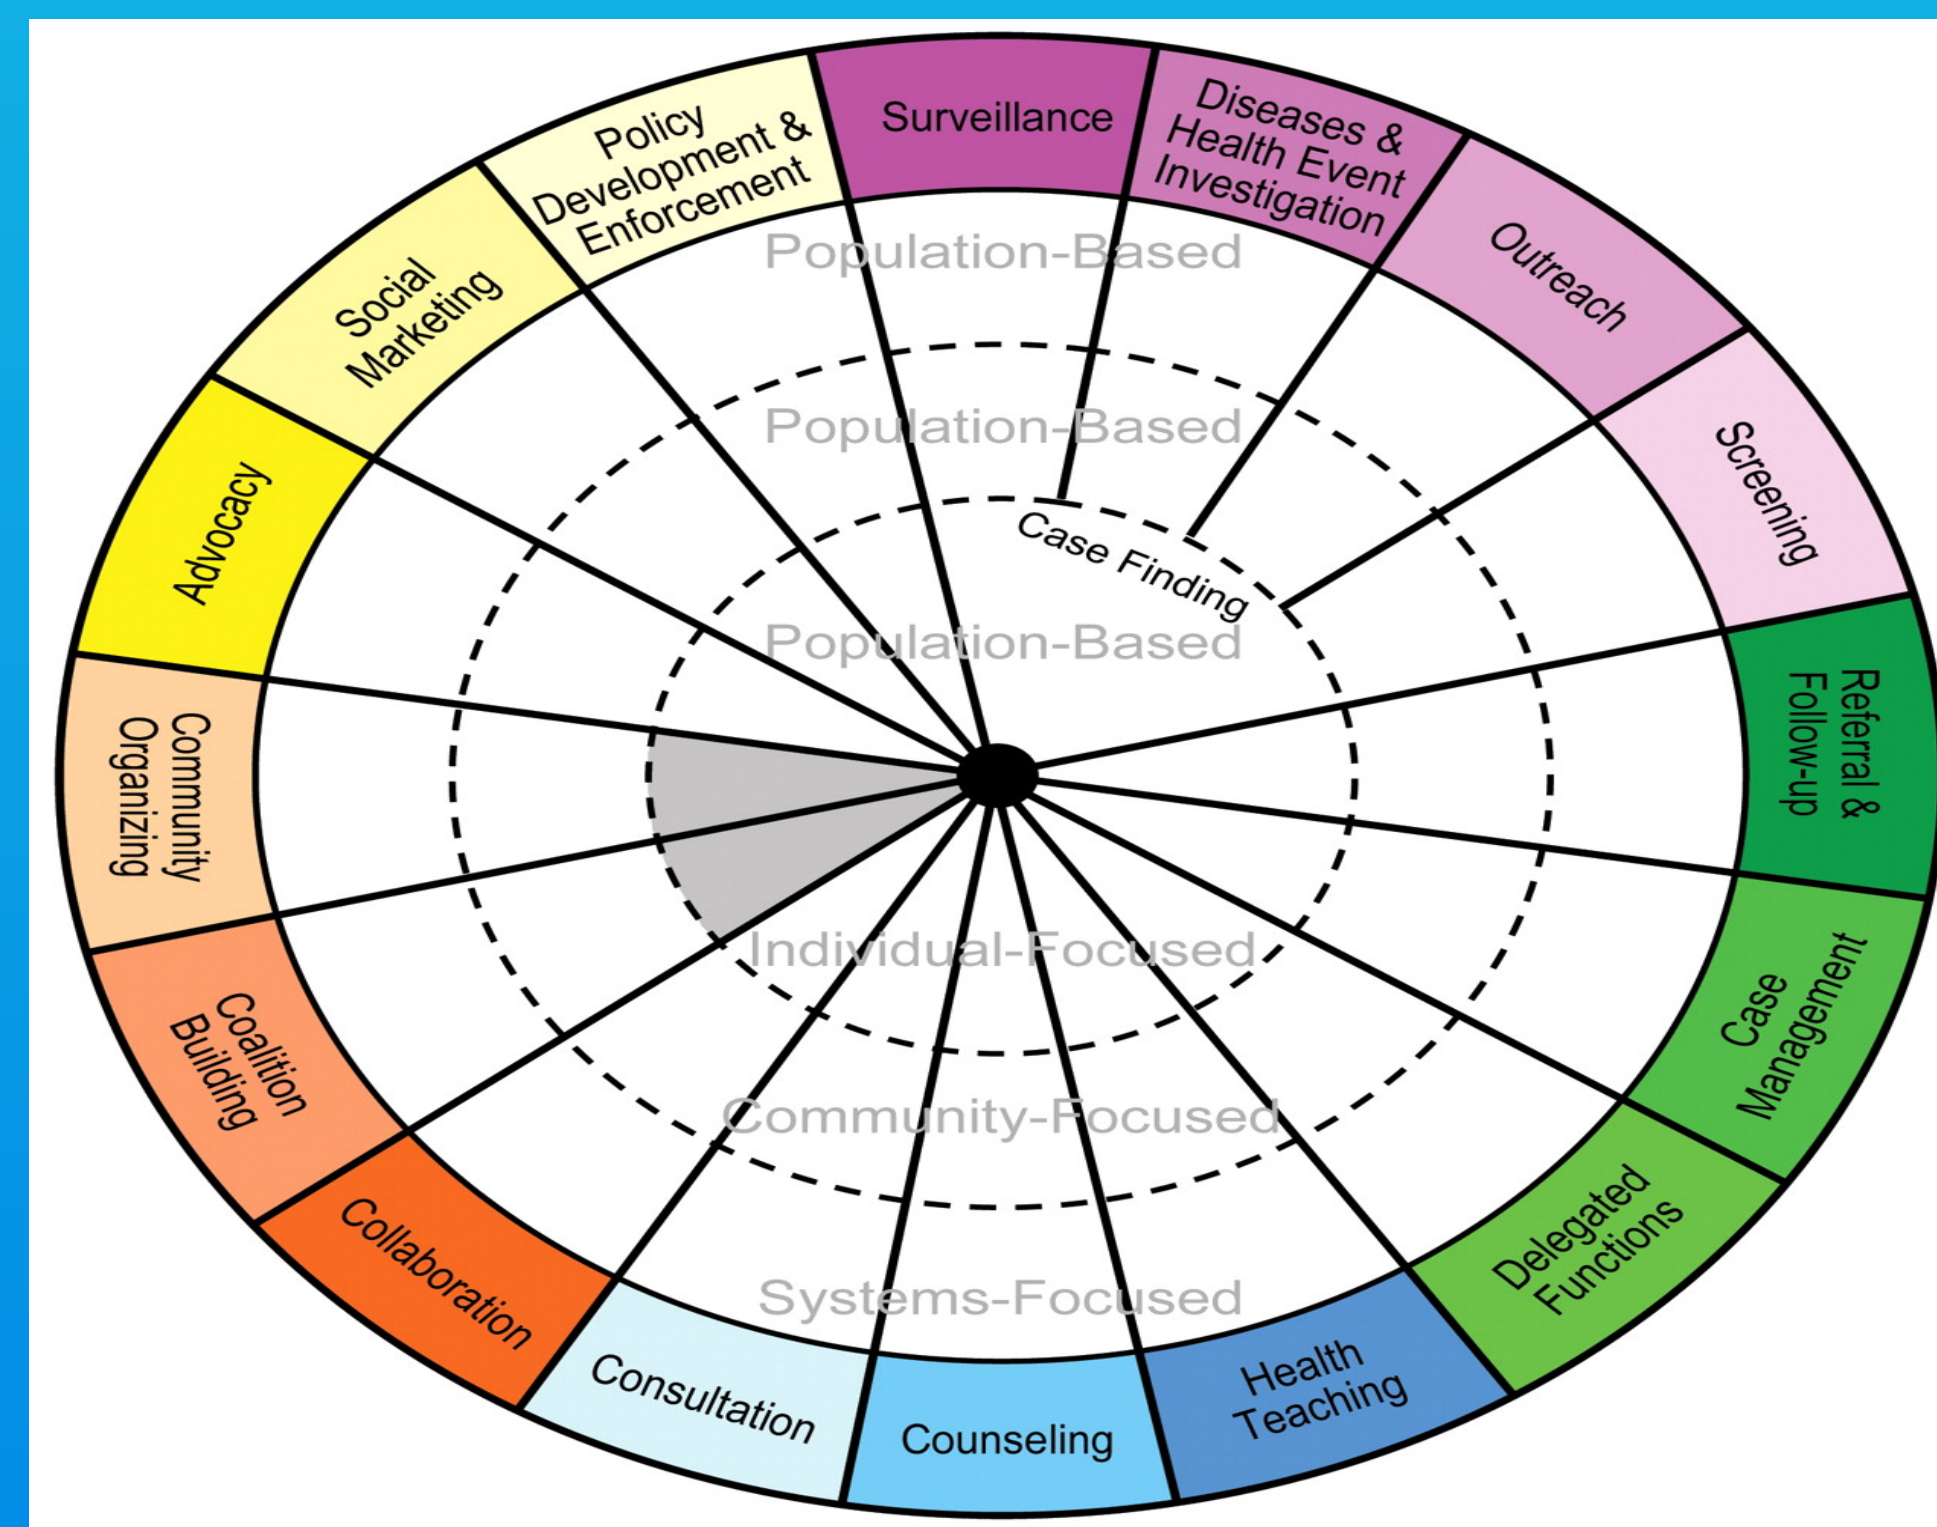 Surveillance
Diseases &
Health Event
Investigation
Outreach
Screening
Referral &
Follow-up
Case
Management
Delegated
Functions
Health
Teaching
Counseling
Consultation
Collaboration
Coalition
Building
Community
Organizing
Advocacy
Social
Marketing
Policy
Development &
Enforcement
Population-Based
Population-Based
Case Finding
Population-Based
Individual-Focused
Community-Focused
Systems-Focused